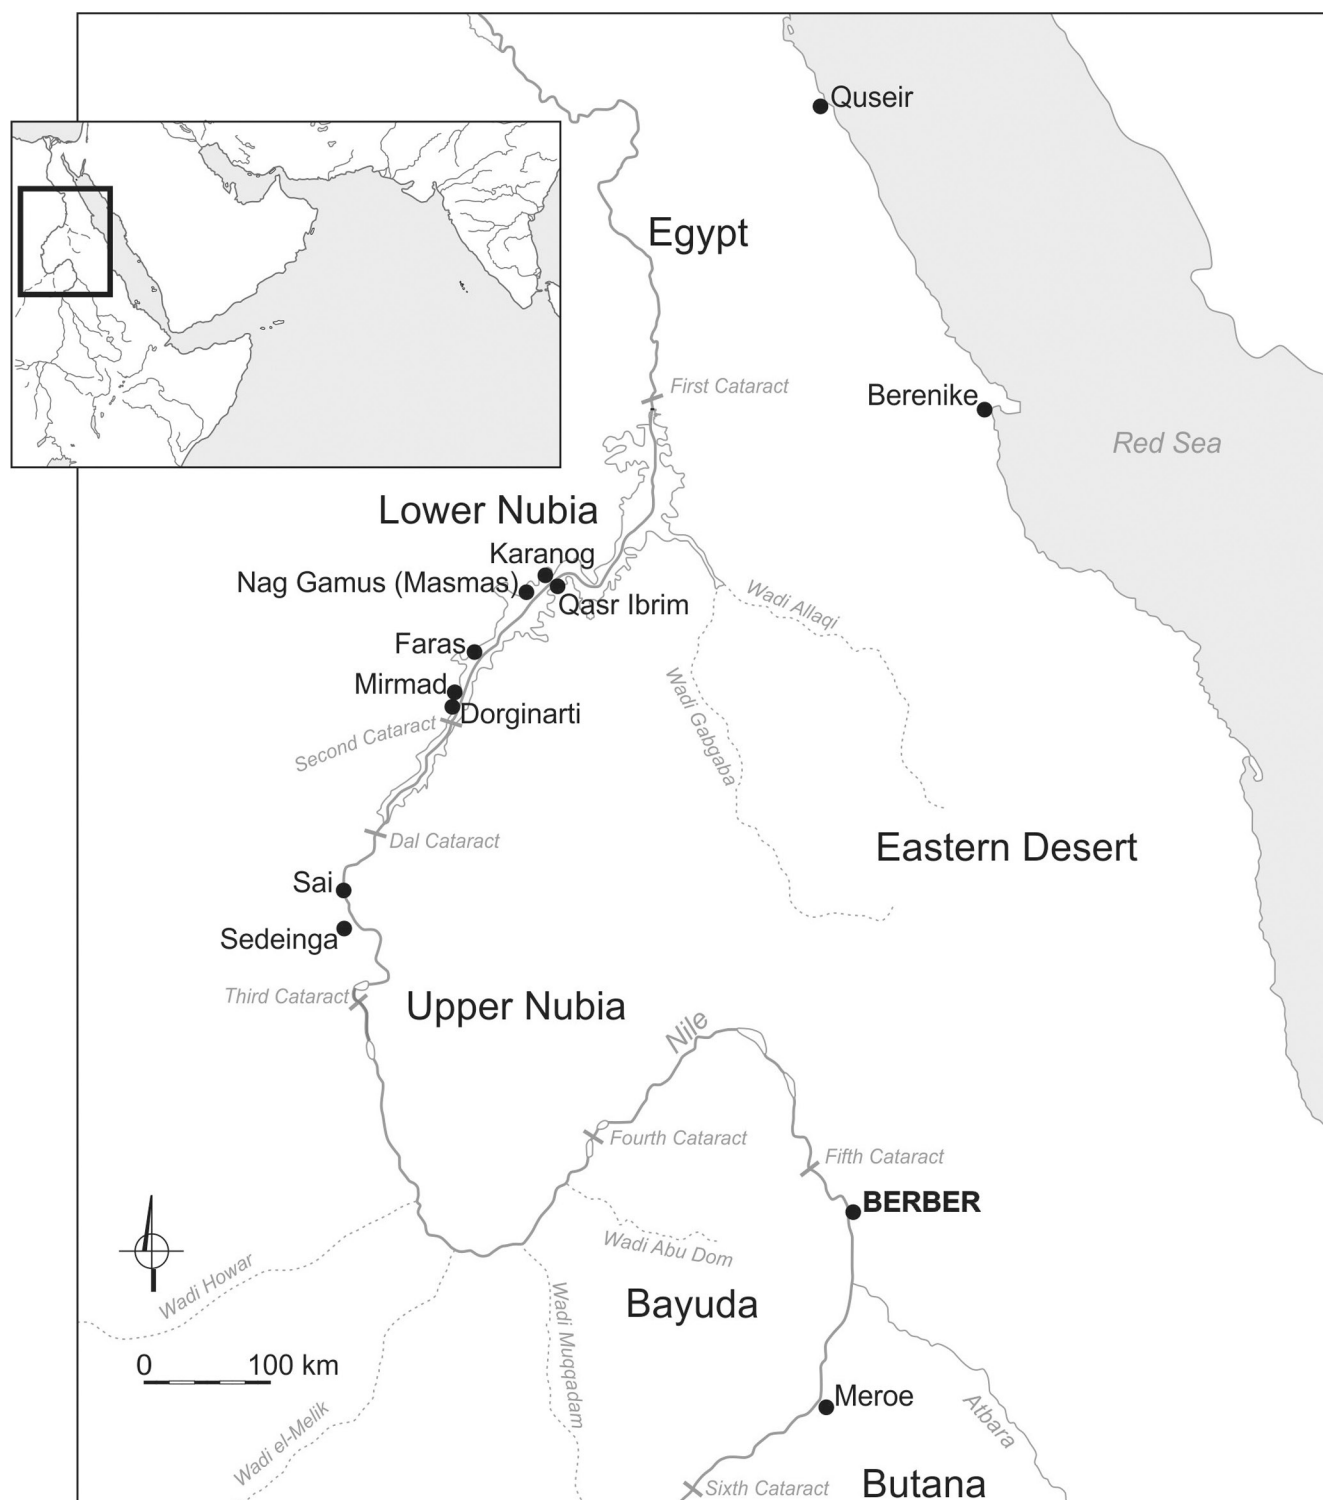 Quseir
Egypt
First Cataract
Berenike
Red Sea
Lower Nubia
Karanog
Nag Gamus (Masmas)
Qasr Ibrim
Wadi Allaqi
Faras
Mirmad
Wadi Gabgaba
Dorginarti
Second Cataract
Dal Cataract
Eastern Desert
Sai
Sedeinga
Third Cataract
Upper Nubia
Nile
Fourth Cataract
Fifth Cataract
BERBER
Wadi Abu Dom
Wadi Howar
Bayuda
Wadi Muqqadam
0 100 km
Meroe
Atbara
Wadi el-Melik
Sixth Cataract
Butana